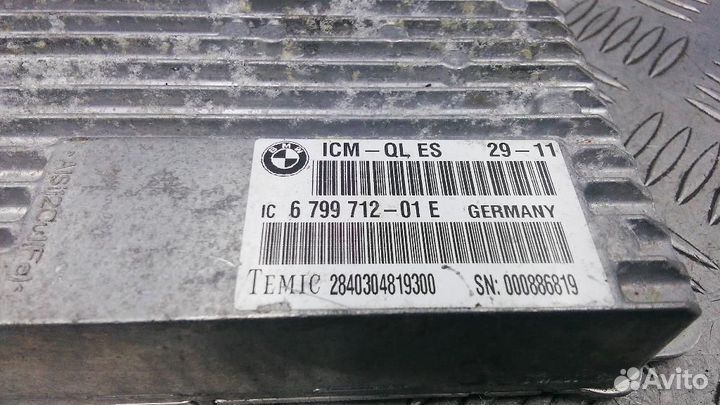 BMW
ICM-QL, ES 29-11
IC 6 799 712-01 E GERMANY
TEMIC 2840304819300 SN: 000886819
Avito